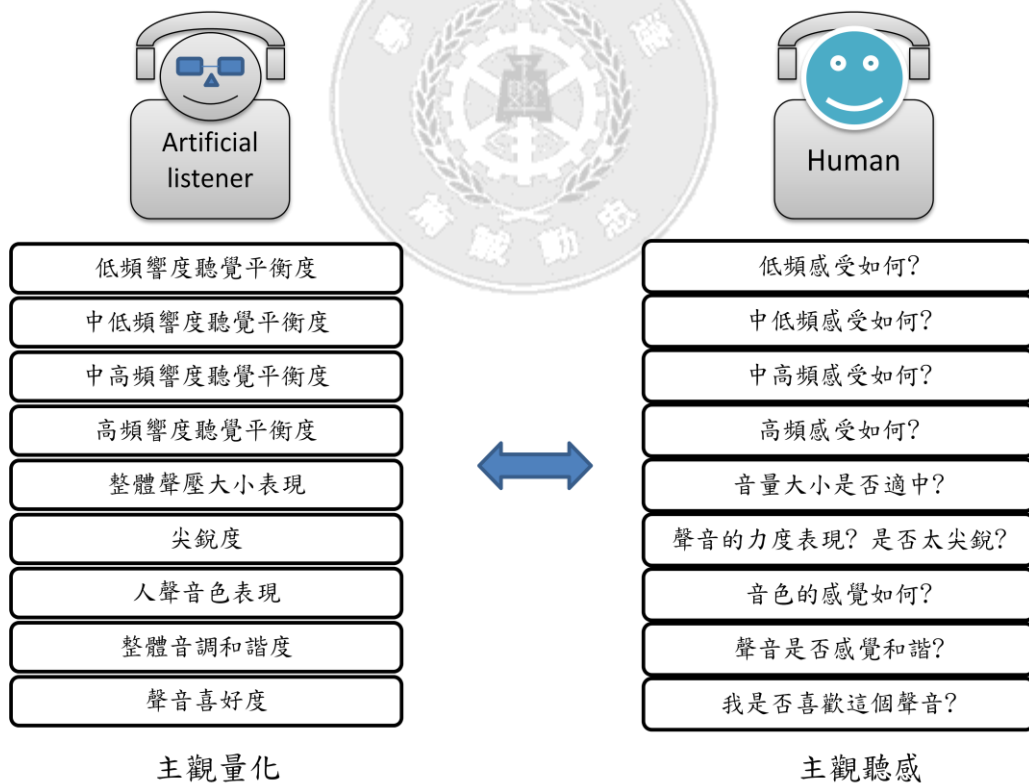 Artificial
listener
低頻響度聽覺平衡度
中低頻響度聽覺平衡度
中高頻響度聽覺平衡度
高頻響度聽覺平衡度
整體聲壓大小表現
尖銳度
人聲音色表現
整體音調和諧度
聲音喜好度
主觀量化
Human
低頻感受如何?
中低頻感受如何?
中高頻感受如何?
高頻感受如何?
音量大小是否適中?
聲音的力度表現? 是否太尖銳?
音色的感覺如何?
聲音是否感覺和諧?
我是否喜歡這個聲音?
主觀聽感
誠勤忠